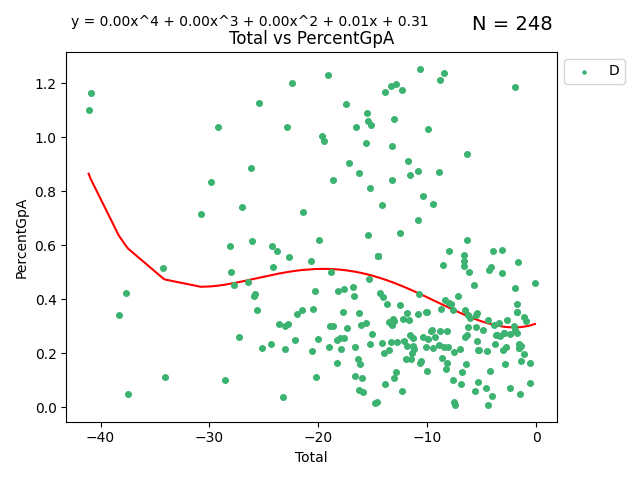 y = 0.00x^4 + 0.00x^3 + 0.00x^2 + 0.01x + 0.31
N = 248
Total vs PercentGpA
D
PercentGpA
1.2
1.0
0.8
0.6
0.4
0.2
0.0
−40 −30 −20 −10 0
Total